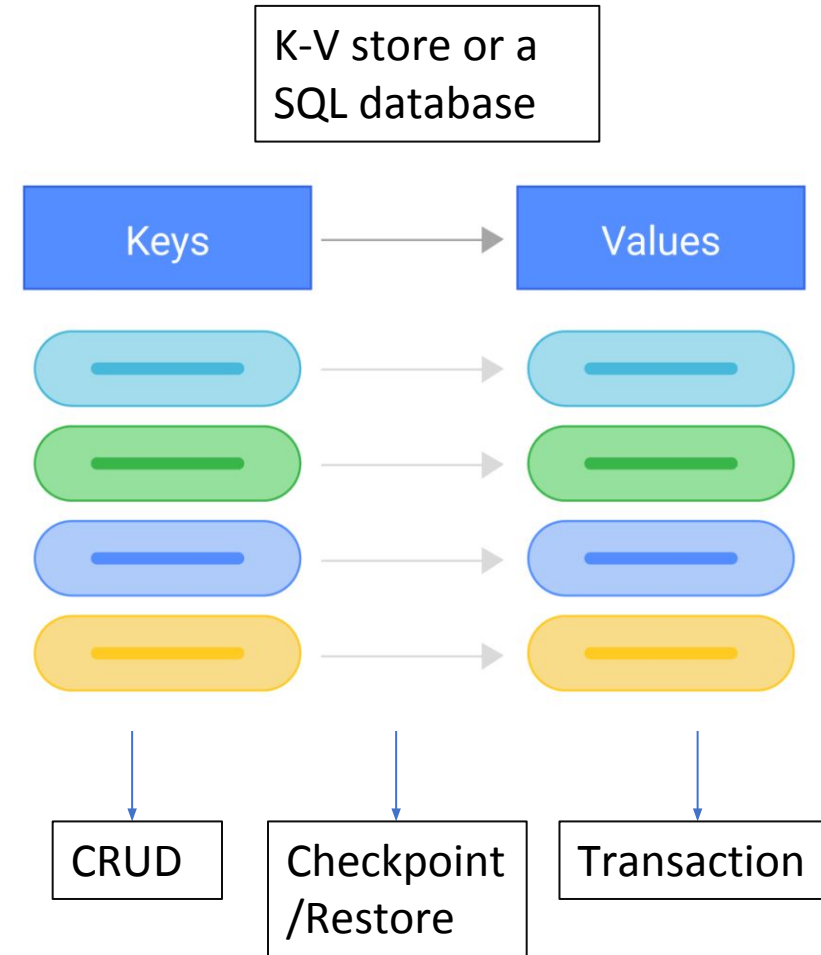 K-V store or a
SQL database
Keys
Values
CRUD
Checkpoint
/Restore
Transaction